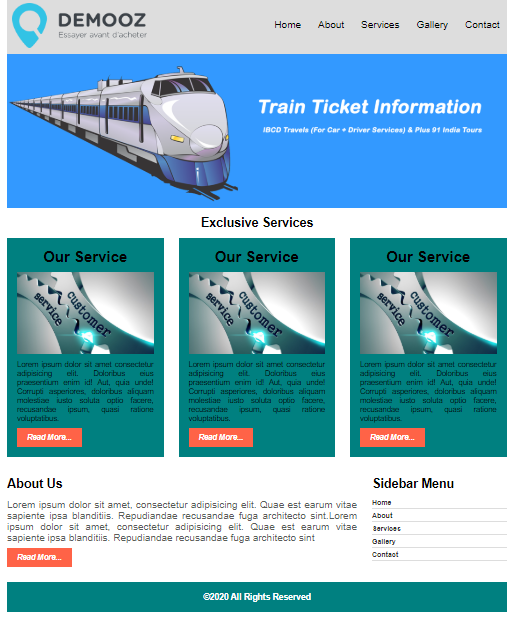 DEMOOZ
Essayer avant d'acheter
Home About Services Gallery Contact
Train Ticket Information
IBCD Travels (For Car + Driver Services) & Plus 91 India Tours
Exclusive Services
Our Service
customer
service
Lorem ipsum dolor sit amet consectetur
adipisicing elit. Doloribus eius
praesentium enim id! Aut, quia unde!
Corrupti asperiores, doloribus aliquam
molestiae iusto soluta optio facere,
recusandae ipsum, quasi ratione
voluptatibus.
Read More...
Our Service
customer
service
Lorem ipsum dolor sit amet consectetur
adipisicing elit. Doloribus eius
praesentium enim id! Aut, quia unde!
Corrupti asperiores, doloribus aliquam
molestiae iusto soluta optio facere,
recusandae ipsum, quasi ratione
voluptatibus.
Read More...
Our Service
customer
service
Lorem ipsum dolor sit amet consectetur
adipisicing elit. Doloribus eius
praesentium enim id! Aut, quia unde!
Corrupti asperiores, doloribus aliquam
molestiae iusto soluta optio facere,
recusandae ipsum, quasi ratione
voluptatibus.
Read More...
About Us
Lorem ipsum dolor sit amet, consectetur adipisicing elit. Quae est earum vitae
sapiente ipsa blanditiis. Repudiandae recusandae fuga architecto sint.Lorem
ipsum dolor sit amet, consectetur adipisicing elit. Quae est earum vitae
sapiente ipsa blanditiis. Repudiandae recusandae fuga architecto sint
Read More...
Sidebar Menu
Home
About
Services
Gallery
Contact
©2020 All Rights Reserved